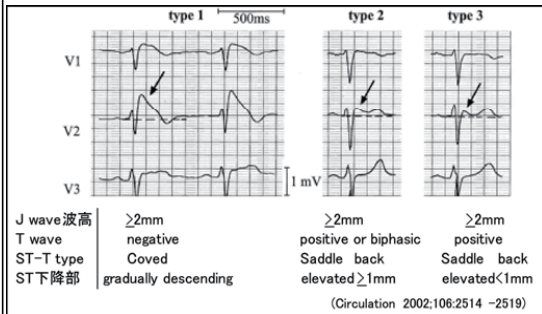 type 1 type 2 type 3
500ms
V1
V2
V3
1 mV
J wave波高 ≥2mm ≥2mm ≥2mm
T wave negative positive or biphasic positive
ST-T type Coved Saddle back Saddle back
ST下降部 gradually descending elevated≥1mm elevated<1mm
(Circulation 2002;106:2514 -2519)